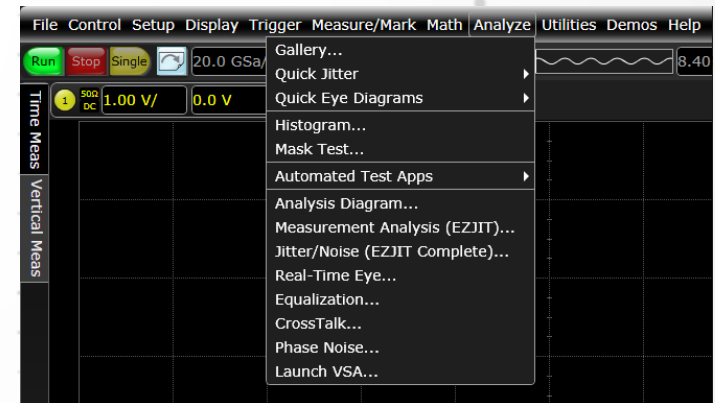 File Control Setup Display Trigger Measure/Mark Math Analyze Utilities Demos Help
Run Stop Single 20.0 GSa/ 8.40
1 50Ω DC 1.00 V/ 0.0 V
Time Meas
Vertical Meas
Gallery...
Quick Jitter
Quick Eye Diagrams
Histogram...
Mask Test...
Automated Test Apps
Analysis Diagram...
Measurement Analysis (EZJIT)...
Jitter/Noise (EZJIT Complete)...
Real-Time Eye...
Equalization...
CrossTalk...
Phase Noise...
Launch VSA...